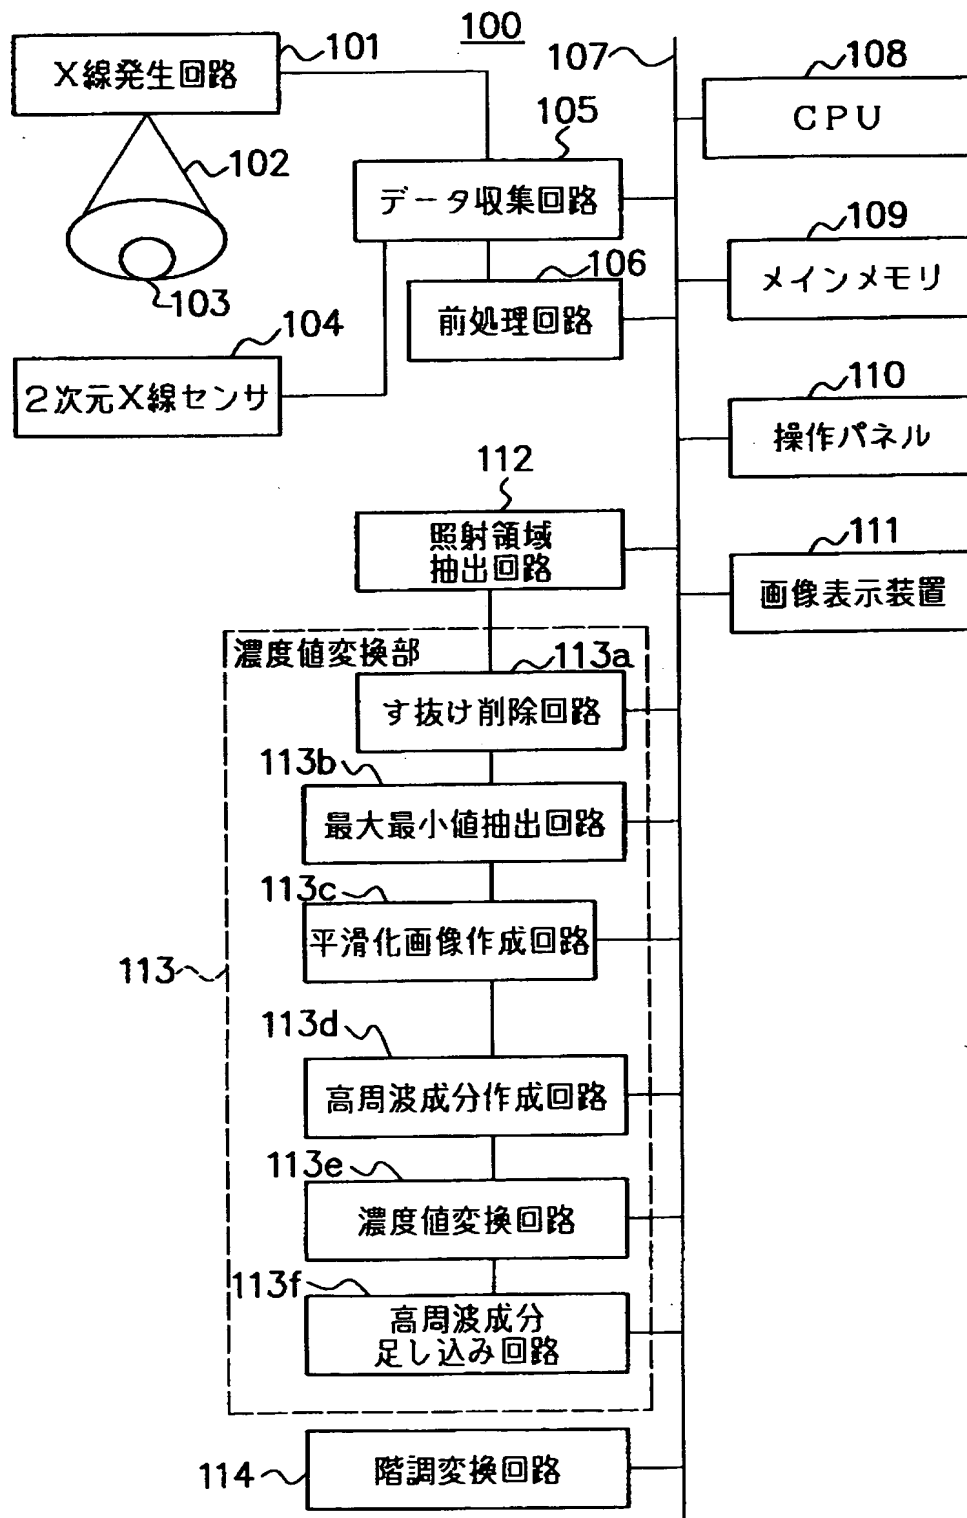 100
101
X線発生回路
102
103
104
2次元X線センサ
105
データ収集回路
106
前処理回路
107
108
CPU
109
メインメモリ
110
操作パネル
111
画像表示装置
112
照射領域
抽出回路
113
濃度値変換部
113a
す抜け削除回路
113b
最大最小値抽出回路
113c
平滑化画像作成回路
113d
高周波成分作成回路
113e
濃度値変換回路
113f
高周波成分
足し込み回路
114
階調変換回路